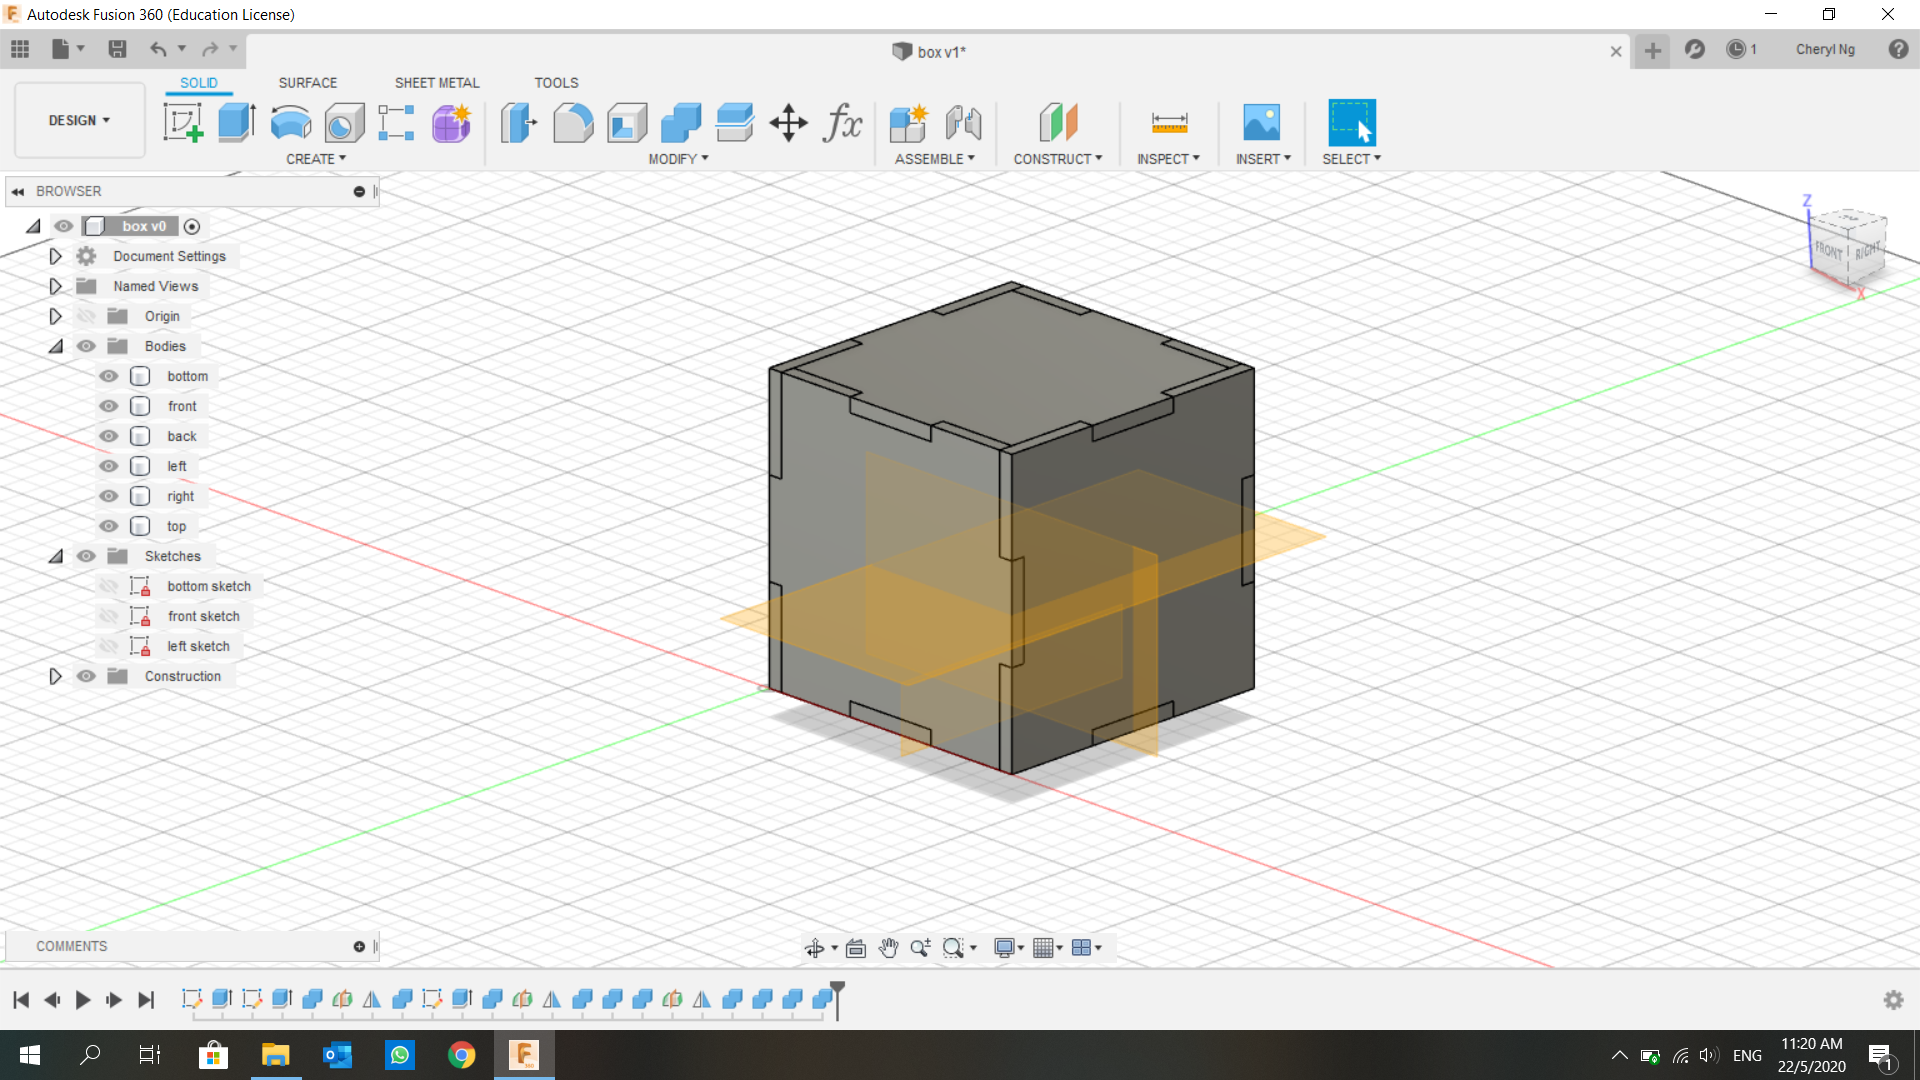 Autodesk Fusion 360 (Education License)
box v1*
1
Cheryl Ng
DESIGN
SOLID
SURFACE
SHEET METAL
TOOLS
CREATE
MODIFY
ASSEMBLE
CONSTRUCT
INSPECT
INSERT
SELECT
BROWSER
box v0
Document Settings
Named Views
Origin
Bodies
bottom
front
back
left
right
top
Sketches
bottom sketch
front sketch
left sketch
Construction
Z
FRONT
RIGHT
X
COMMENTS
ENG
11:20 AM
22/5/2020
1